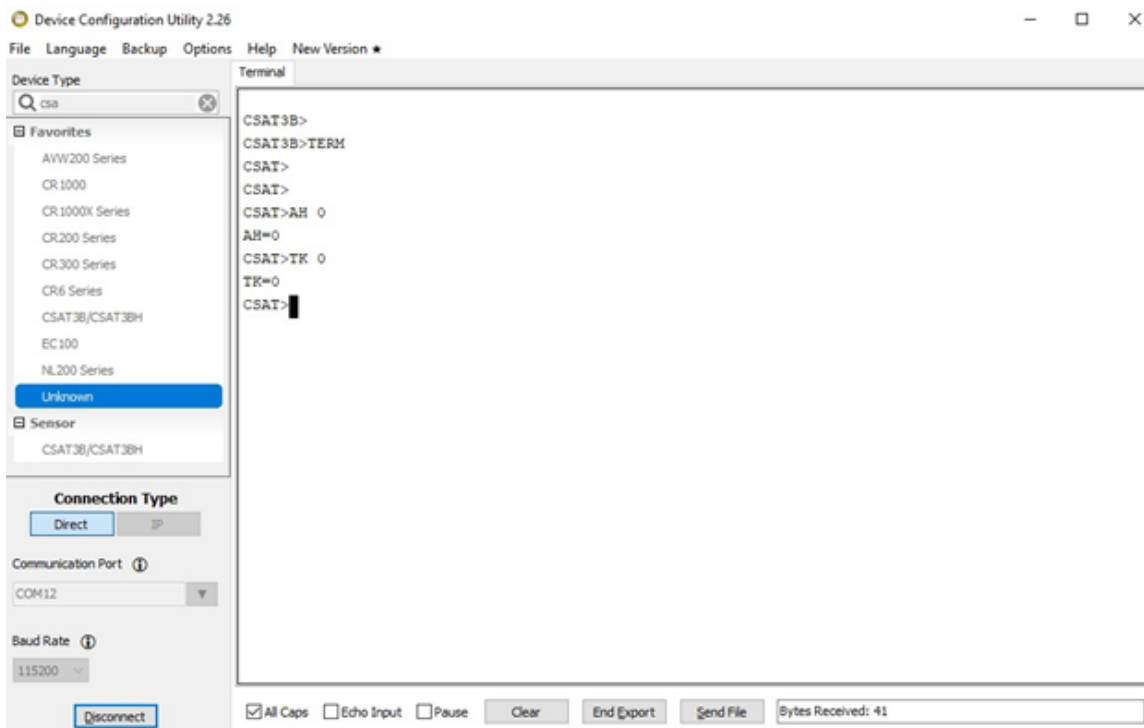 Device Configuration Utility 2.26
File Language Backup Options Help New Version ★
Device Type
csa
Favorites
AVW200 Series
CR1000
CR1000X Series
CR200 Series
CR300 Series
CR6 Series
CSAT3B/CSAT3BH
EC100
NL200 Series
Unknown
Sensor
CSAT3B/CSAT3BH
Connection Type
Direct IP
Communication Port
COM12
Baud Rate
115200
Disconnect
Terminal
CSAT3B>
CSAT3B>TERM
CSAT>
CSAT>
CSAT>AH 0
AH=0
CSAT>TK 0
TK=0
CSAT>
All Caps Echo Input Pause Clear End Export Send File Bytes Received: 41